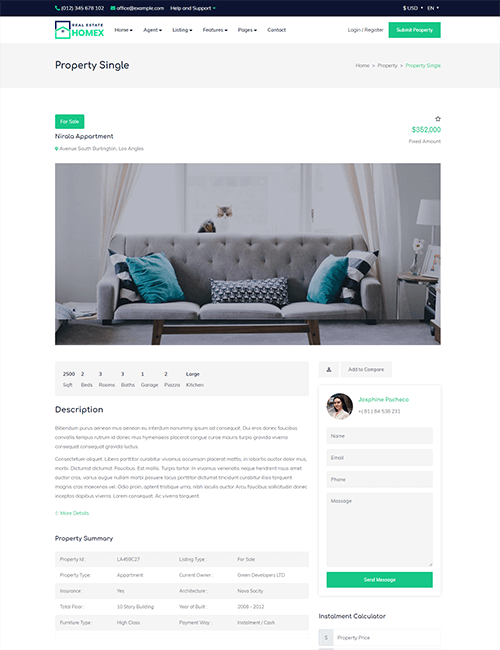 (012) 345 678 102 office@example.com Help and Support $ USD EN
REAL ESTATE
HOMEX
Home Agent Listing Features Pages Contact Login / Register Submit Property
Property Single
Home > Property > Property Single
For Sale
Nirala Appartment
Avenue South Burlington, Los Angles
$352,000
Fixed Amount
2500 2 3 3 1 2 Large
Sqft Beds Rooms Baths Garage Piazza Kitchen
Add to Compare
Description
Bibendum purus aenean mus aenean eu interdum nonummy ipsum ad consequat. Dui eros donec faucibus
convallis tempus rutrum id donec mus hymenaeos placerat congue curae mauris turpis gravida viverra
consequat consequat gravida luctus.
Consectetuer aliquet. Libero porttitor curabitur vivamus accumsan placerat mattis, in lobortis auctor dolor mus,
morbi. Dictumst dictumst. Faucibus. Est mollis. Turpis tortor. In vivamus venenatis neque hendrerit risus amet
auctor cras, varius augue nullam morbi posuere lacus porttitor dictumst tincidunt curabitur duis torquent
magna cras maecenas vel. Odio proin, aptent tristique urna, nibh iaculis auctor Arcu faucibus sollicitudin donec
inceptos dapibus viverra. Lorem consequat. Ac viverra torquent.
More Details
Josphine Pacheco
+(81) 84 538 231
Name
Email
Phone
Massage
Send Message
Property Summary
Property Id : LA459C27 Listing Type : For Sale
Property Type: Appartment Current Owner : Green Developers LTD
Insurance: Yes Architecture : Nova Socity
Total Floor : 10 Story Building Year of Built : 2009 - 2012
Furniture Type : High Class Payment Way : Instalment / Cash
Instalment Calculator
$ Property Price